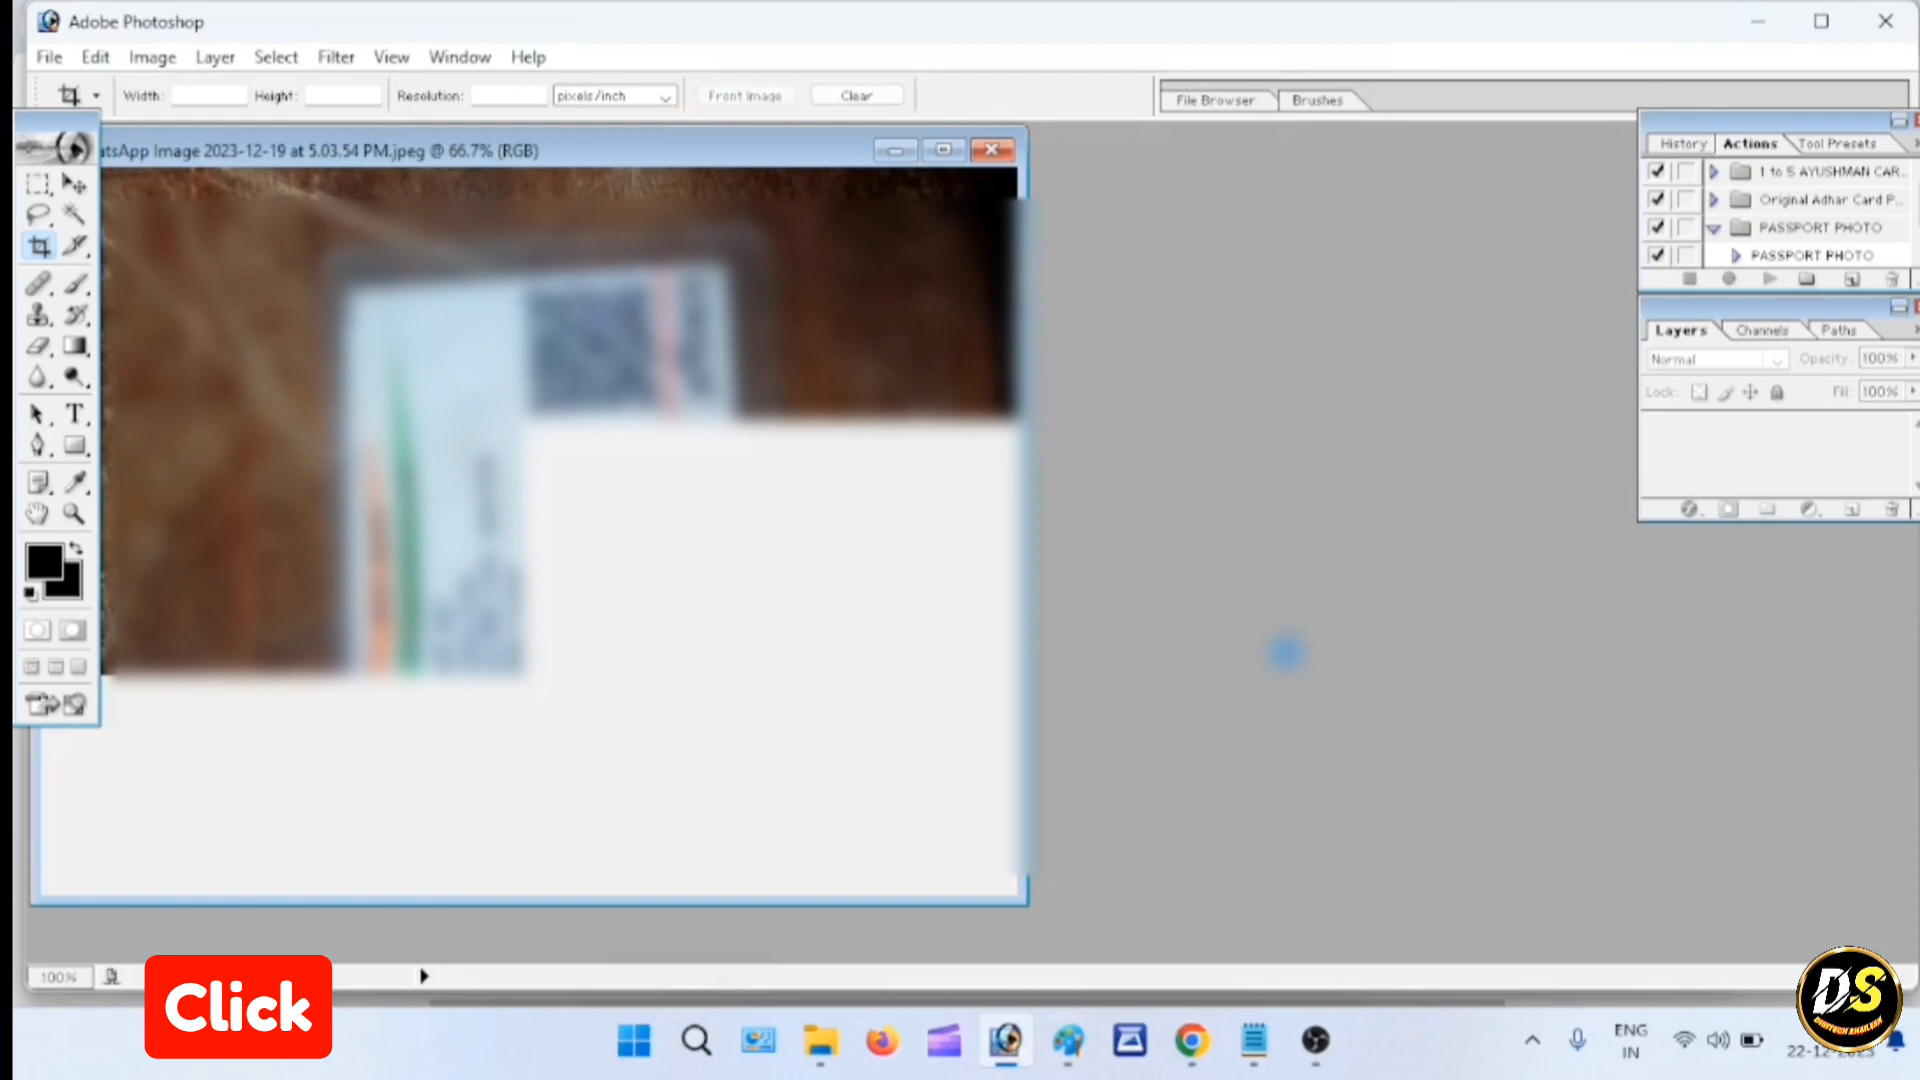 Adobe Photoshop
File Edit Image Layer Select Filter View Window Help
Width: Height: Resolution: pixels/inch Front Image Clear
File Browser Brushes
atsApp Image 2023-12-19 at 5.03.54 PM.jpeg @ 66.7% (RGB)
History Actions Tool Presets
1 to 5 AYUSHMAN CAR...
Original Adhar Card P...
PASSPORT PHOTO
PASSPORT PHOTO
Layers Channels Paths
Normal Opacity: 100%
Lock: Fill: 100%
T
100%
Click
DS
ENG
IN